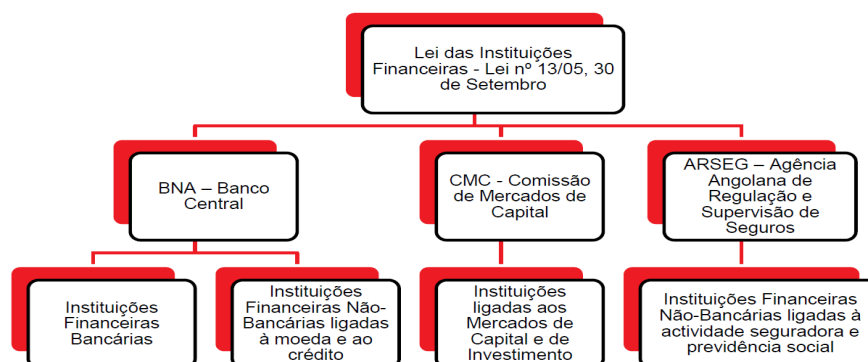 Lei das Instituições
Financeiras - Lei nº 13/05, 30
de Setembro
BNA – Banco
Central
CMC - Comissão
de Mercados de
Capital
ARSEG – Agência
Angolana de
Regulação e
Supervisão de
Seguros
Instituições
Financeiras
Bancárias
Instituições
Financeiras Não-
Bancárias ligadas
à moeda e ao
crédito
Instituições
ligadas aos
Mercados de
Capital e de
Investimento
Instituições Financeiras
Não-Bancárias ligadas à
actividade seguradora e
previdência social